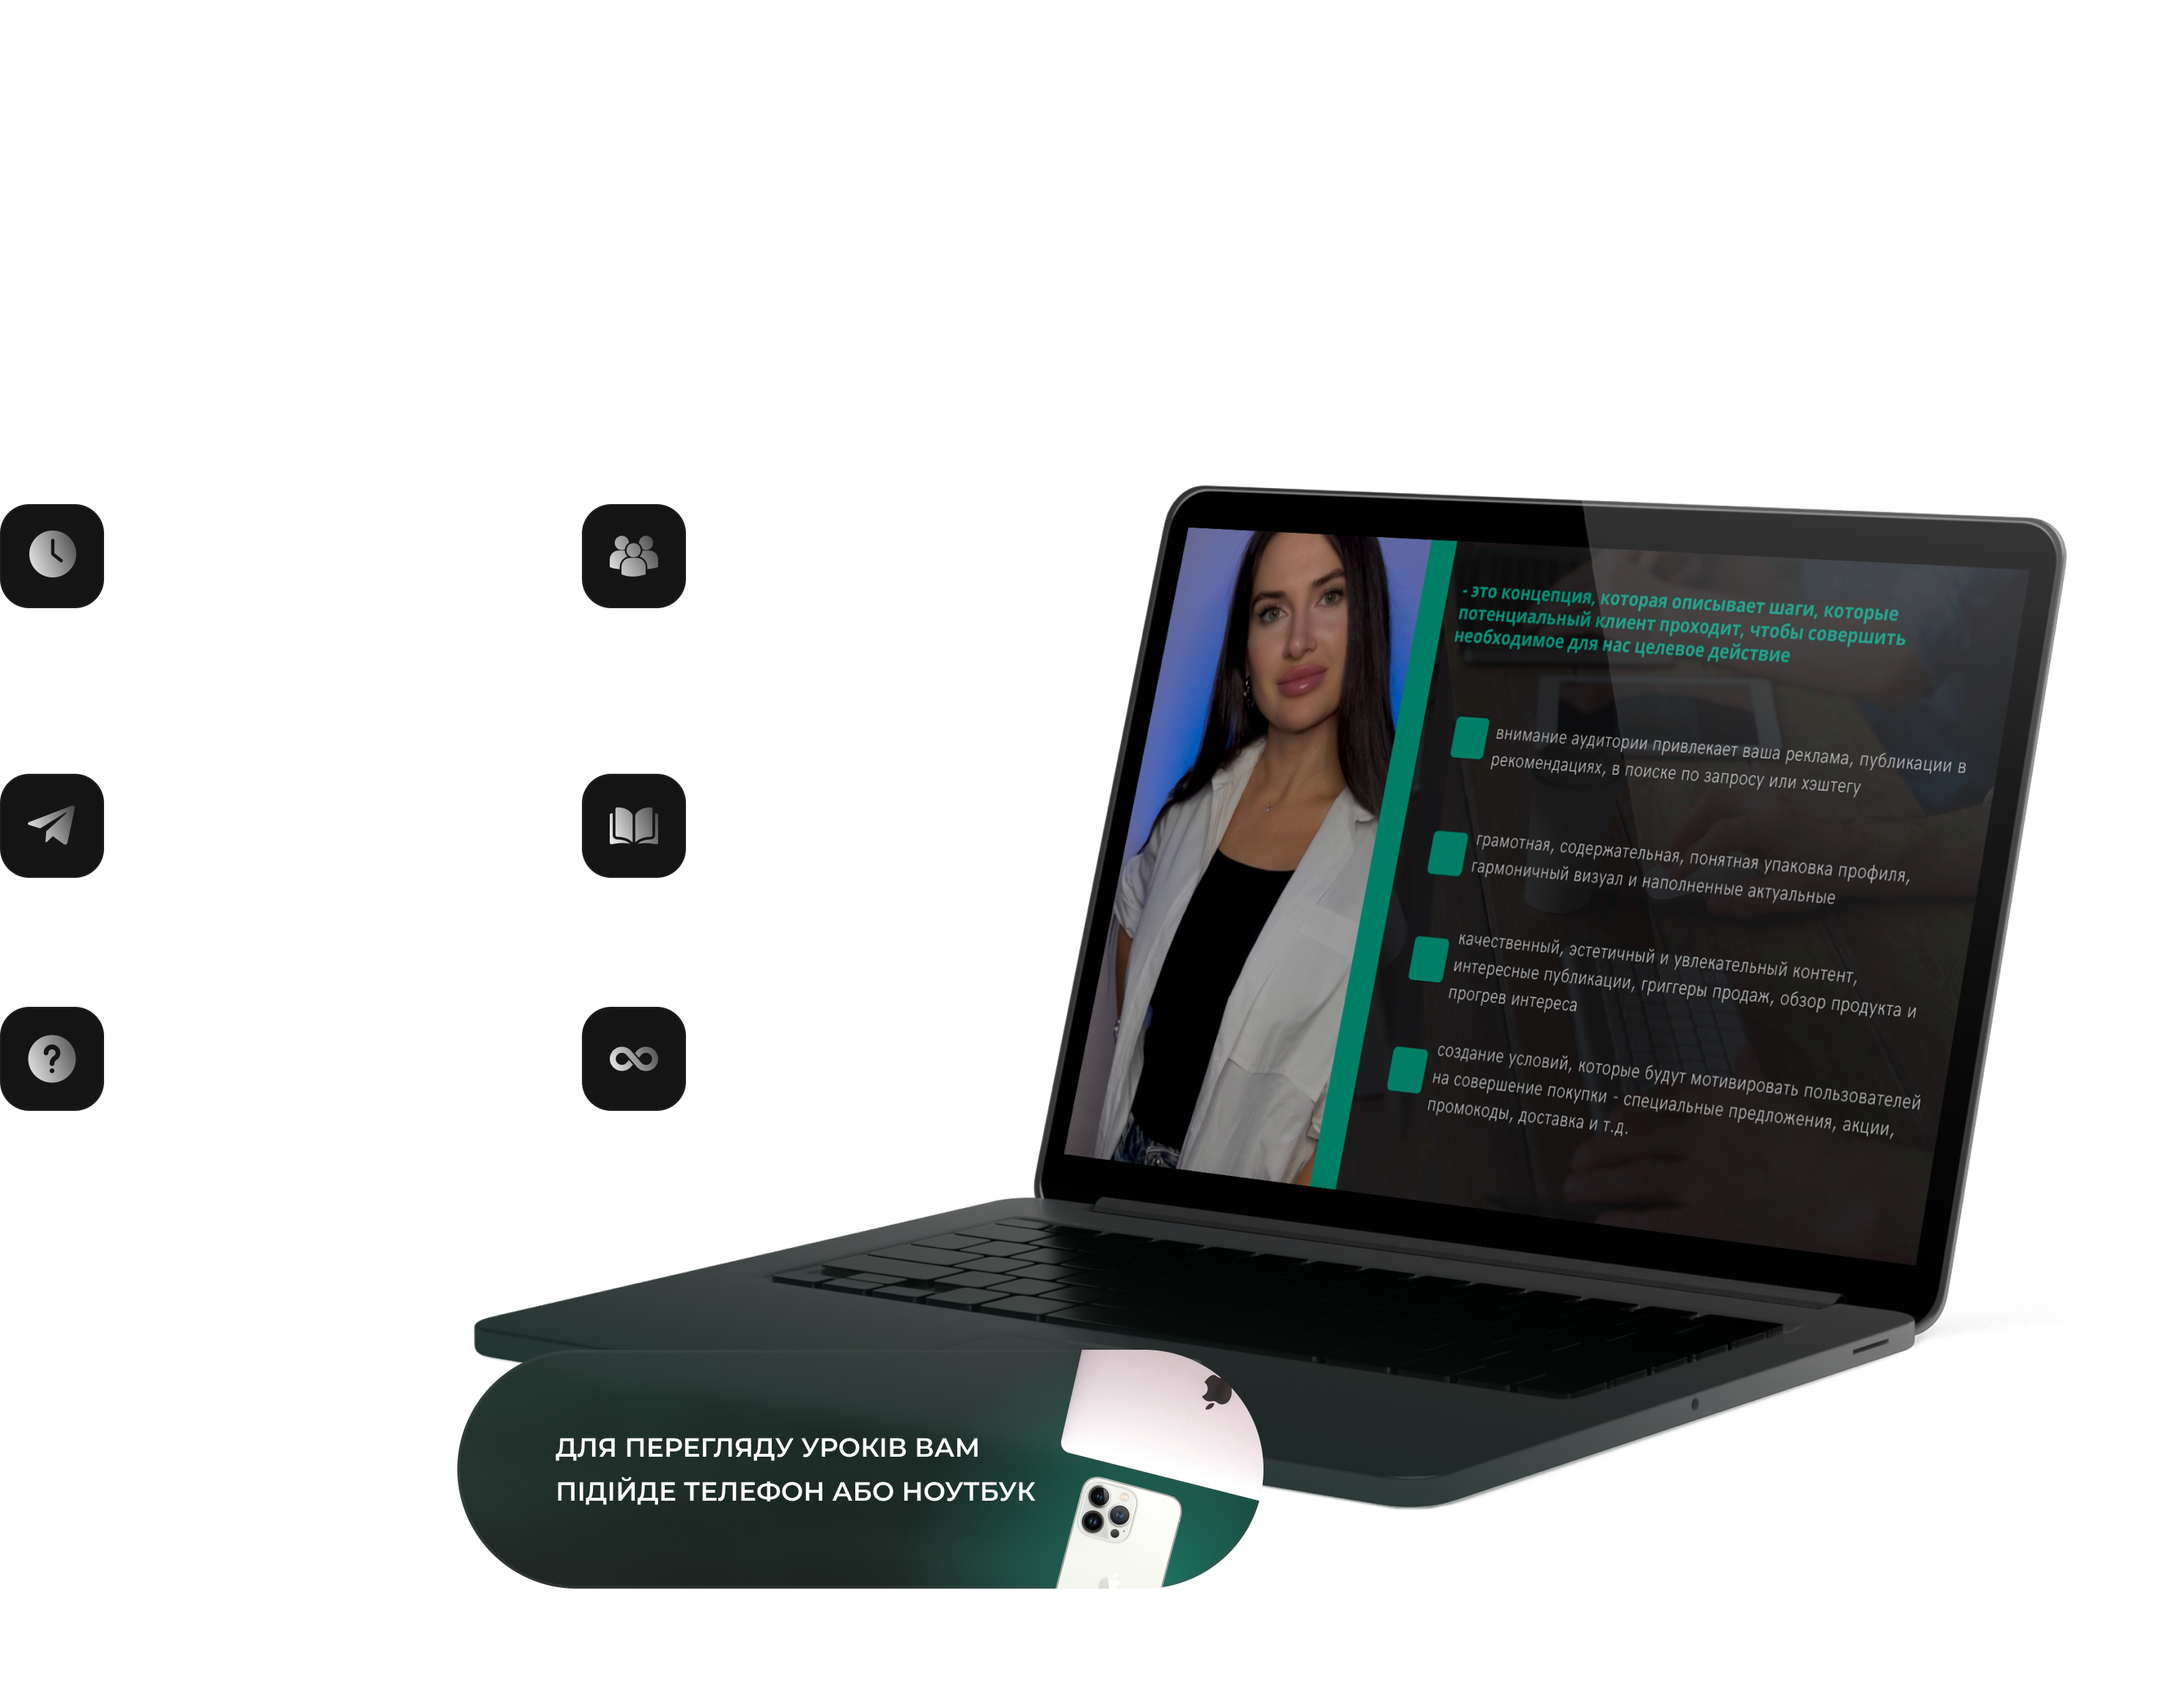 - это концепция, которая описывает шаги, которые
потенциальный клиент проходит, чтобы совершить
необходимое для нас целевое действие
внимание аудитории привлекает ваша реклама, публикации в
рекомендациях, в поиске по запросу или хэштегу
грамотная, содержательная, понятная упаковка профиля,
гармоничный визуал и наполненные актуальные
качественный, эстетичный и увлекательный контент,
интересные публикации, григгеры продаж, обзор продукта и
прогрев интереса
создание условий, которые будут мотивировать пользователей
на совершение покупки - специальные предложения, акции,
промокоды, доставка и т.д.
ДЛЯ ПЕРЕГЛЯДУ УРОКІВ ВАМ
ПІДІЙДЕ ТЕЛЕФОН АБО НОУТБУК